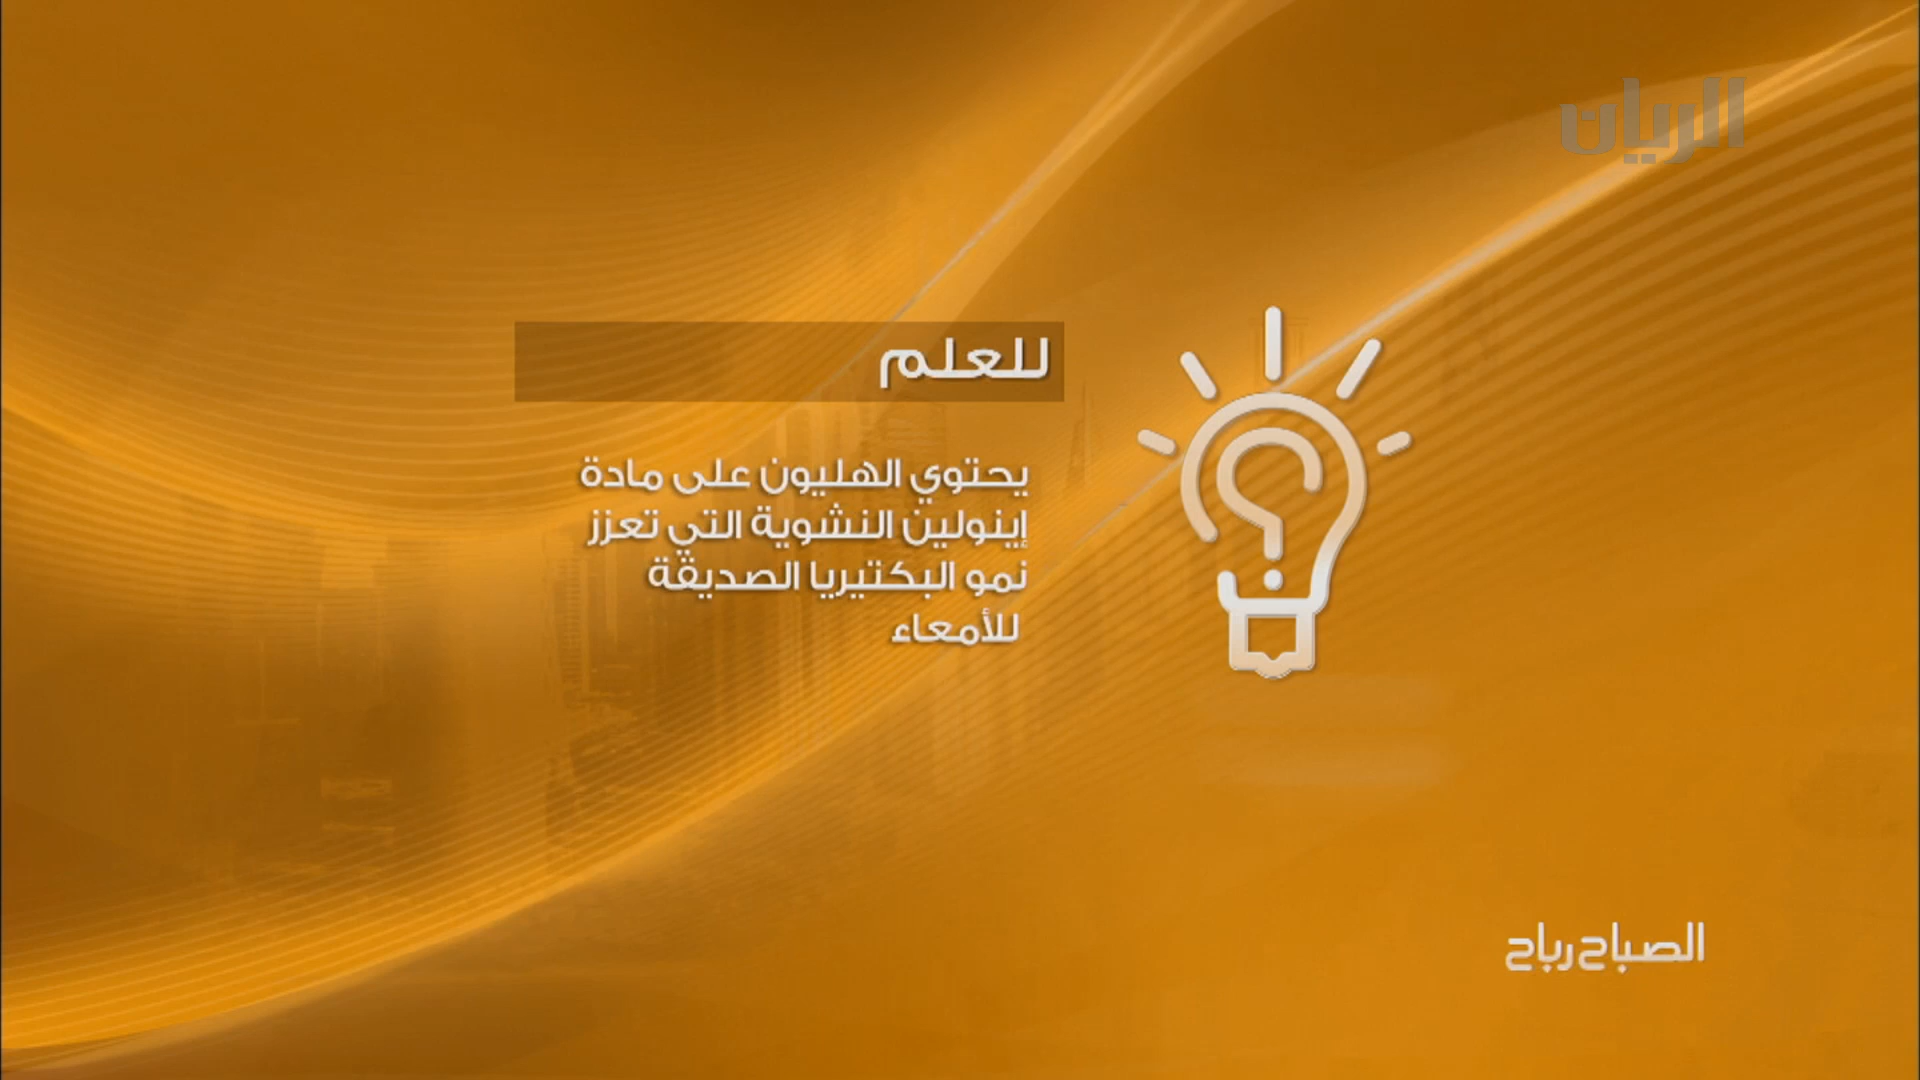 الريان
للعلم
يحتوي الهليون على مادة
إينولين النشوية التي تعزز
نمو البكتيريا الصديقة
للأمعاء
الصباح رباح